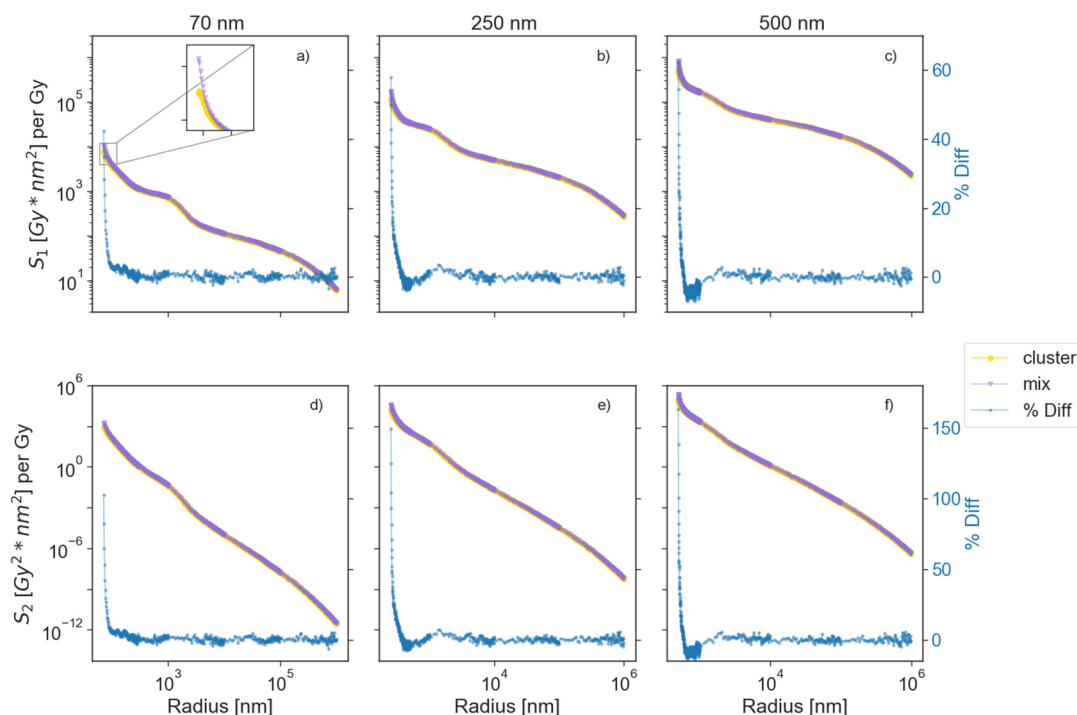 70 nm 250 nm 500 nm
a) b) c)
10^5
10^3
10^1
S_1 [Gy * nm^2] per Gy
60
40
20
0
% Diff
cluster
mix
% Diff
d) e) f)
10^6
10^0
10^-6
10^-12
S_2 [Gy^2 * nm^2] per Gy
150
100
50
0
% Diff
10^3 10^5 10^4 10^6 10^4 10^6
Radius [nm] Radius [nm] Radius [nm]